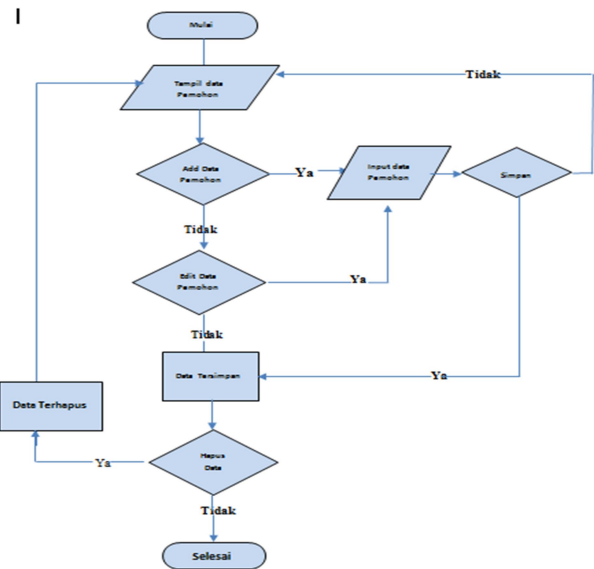 I
Mulai
Tampil data
Pemohon
Tidak
Add Data
Pemohon
Ya
Input data
Pemohon
Simpan
Tidak
Edit Data
Pemohon
Ya
Tidak
Data Tersimpan
Ya
Data Terhapus
Hapus
Data
Ya
Tidak
Selesai